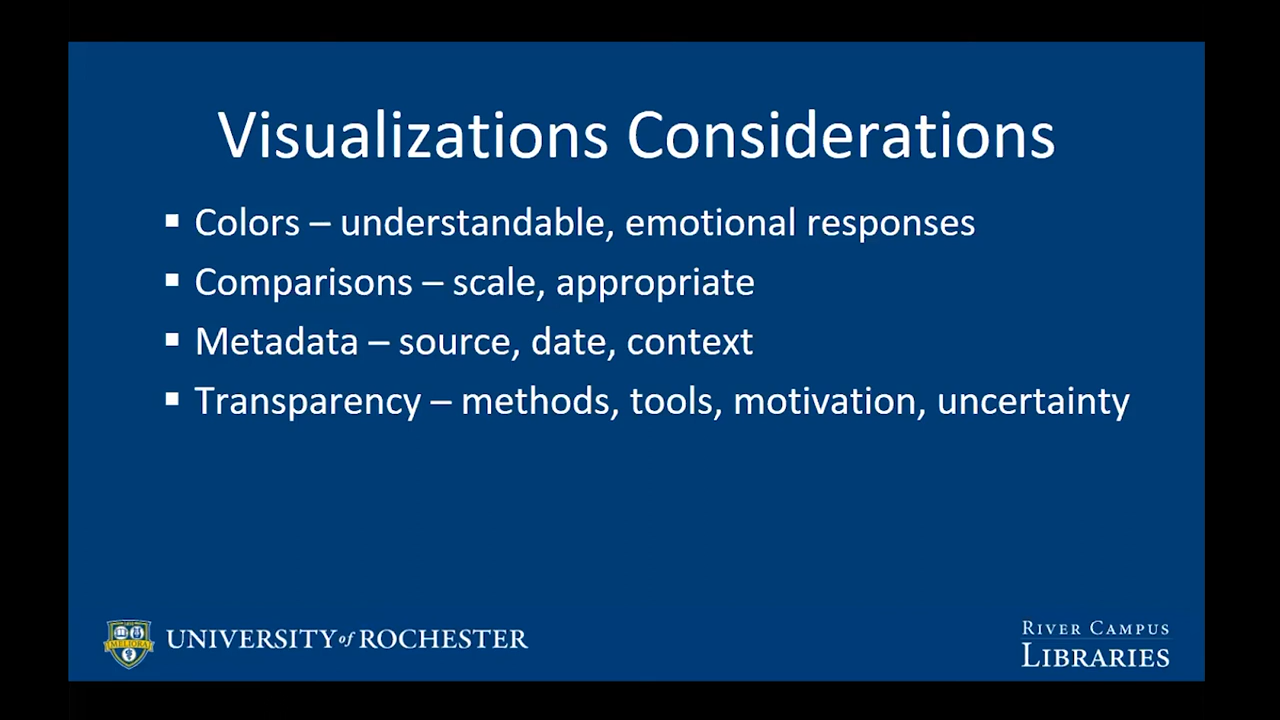 Visualizations Considerations
▪ Colors – understandable, emotional responses
▪ Comparisons – scale, appropriate
▪ Metadata – source, date, context
▪ Transparency – methods, tools, motivation, uncertainty
MELIORA
UNIVERSITY of ROCHESTER
RIVER CAMPUS
LIBRARIES